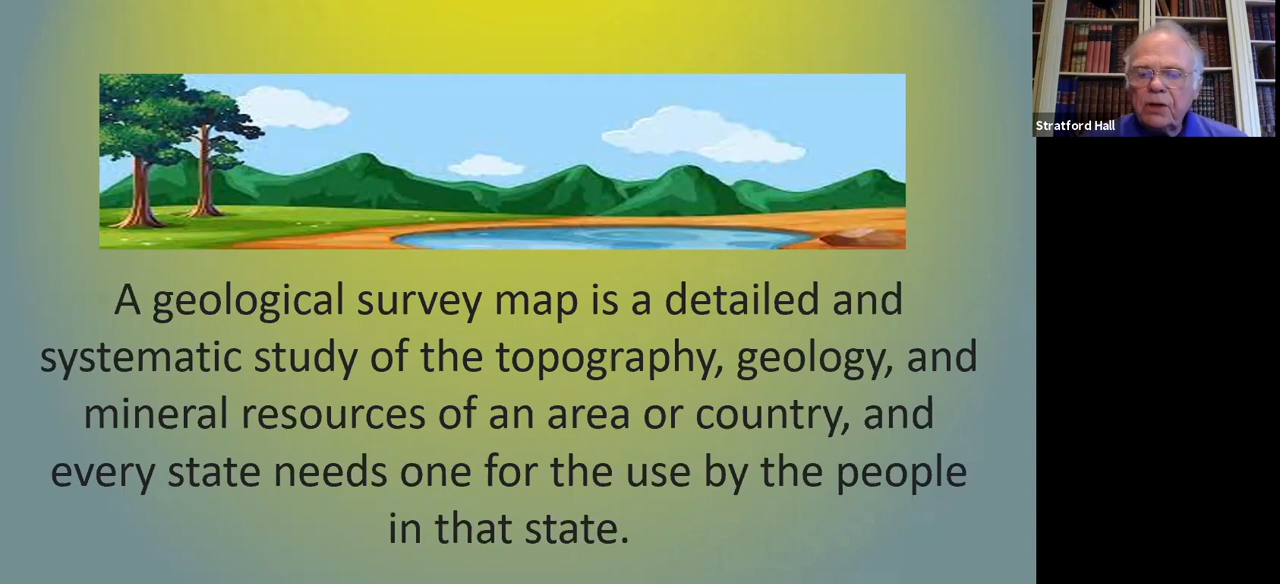 Stratford Hall
A geological survey map is a detailed and
systematic study of the topography, geology, and
mineral resources of an area or country, and
every state needs one for the use by the people
in that state.